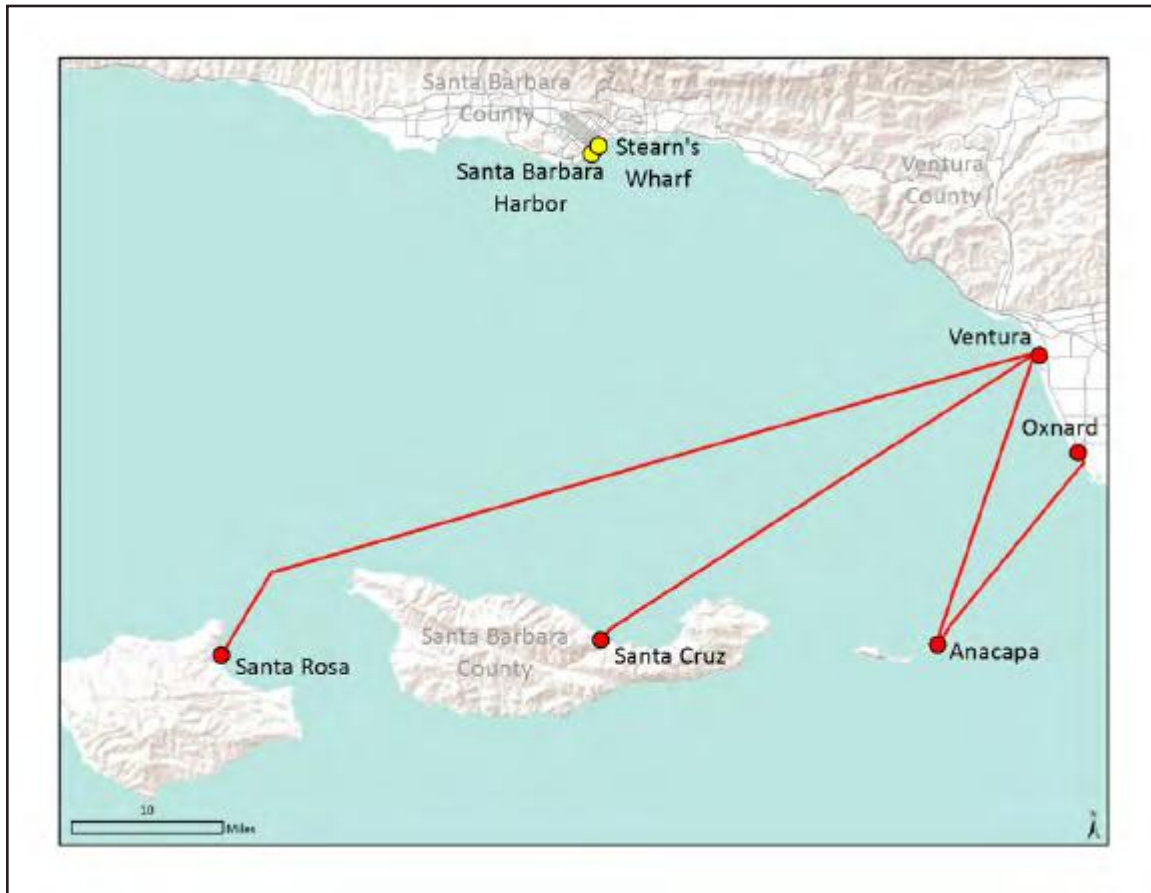 Santa Barbara
County
Stearn's
Wharf
Santa Barbara
Harbor
Ventura
County
Ventura
Oxnard
Santa Barbara
County
Santa Cruz
Anacapa
Santa Rosa
10
Miles
N